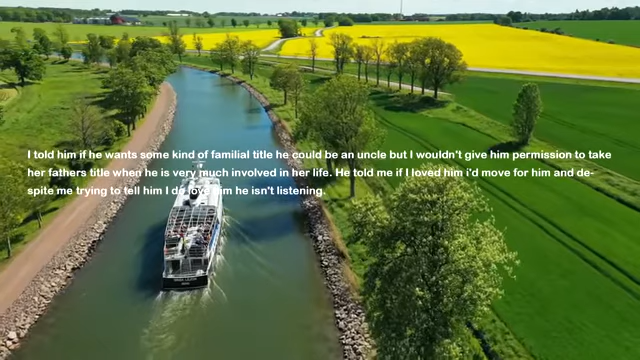 I told him if he wants some kind of familial title he could be an uncle but I wouldn't give him permission to take
her fathers title when he is very much involved in her life. He told me if I loved him i'd move for him and de-
spite me trying to tell him I do love him he isn't listening.